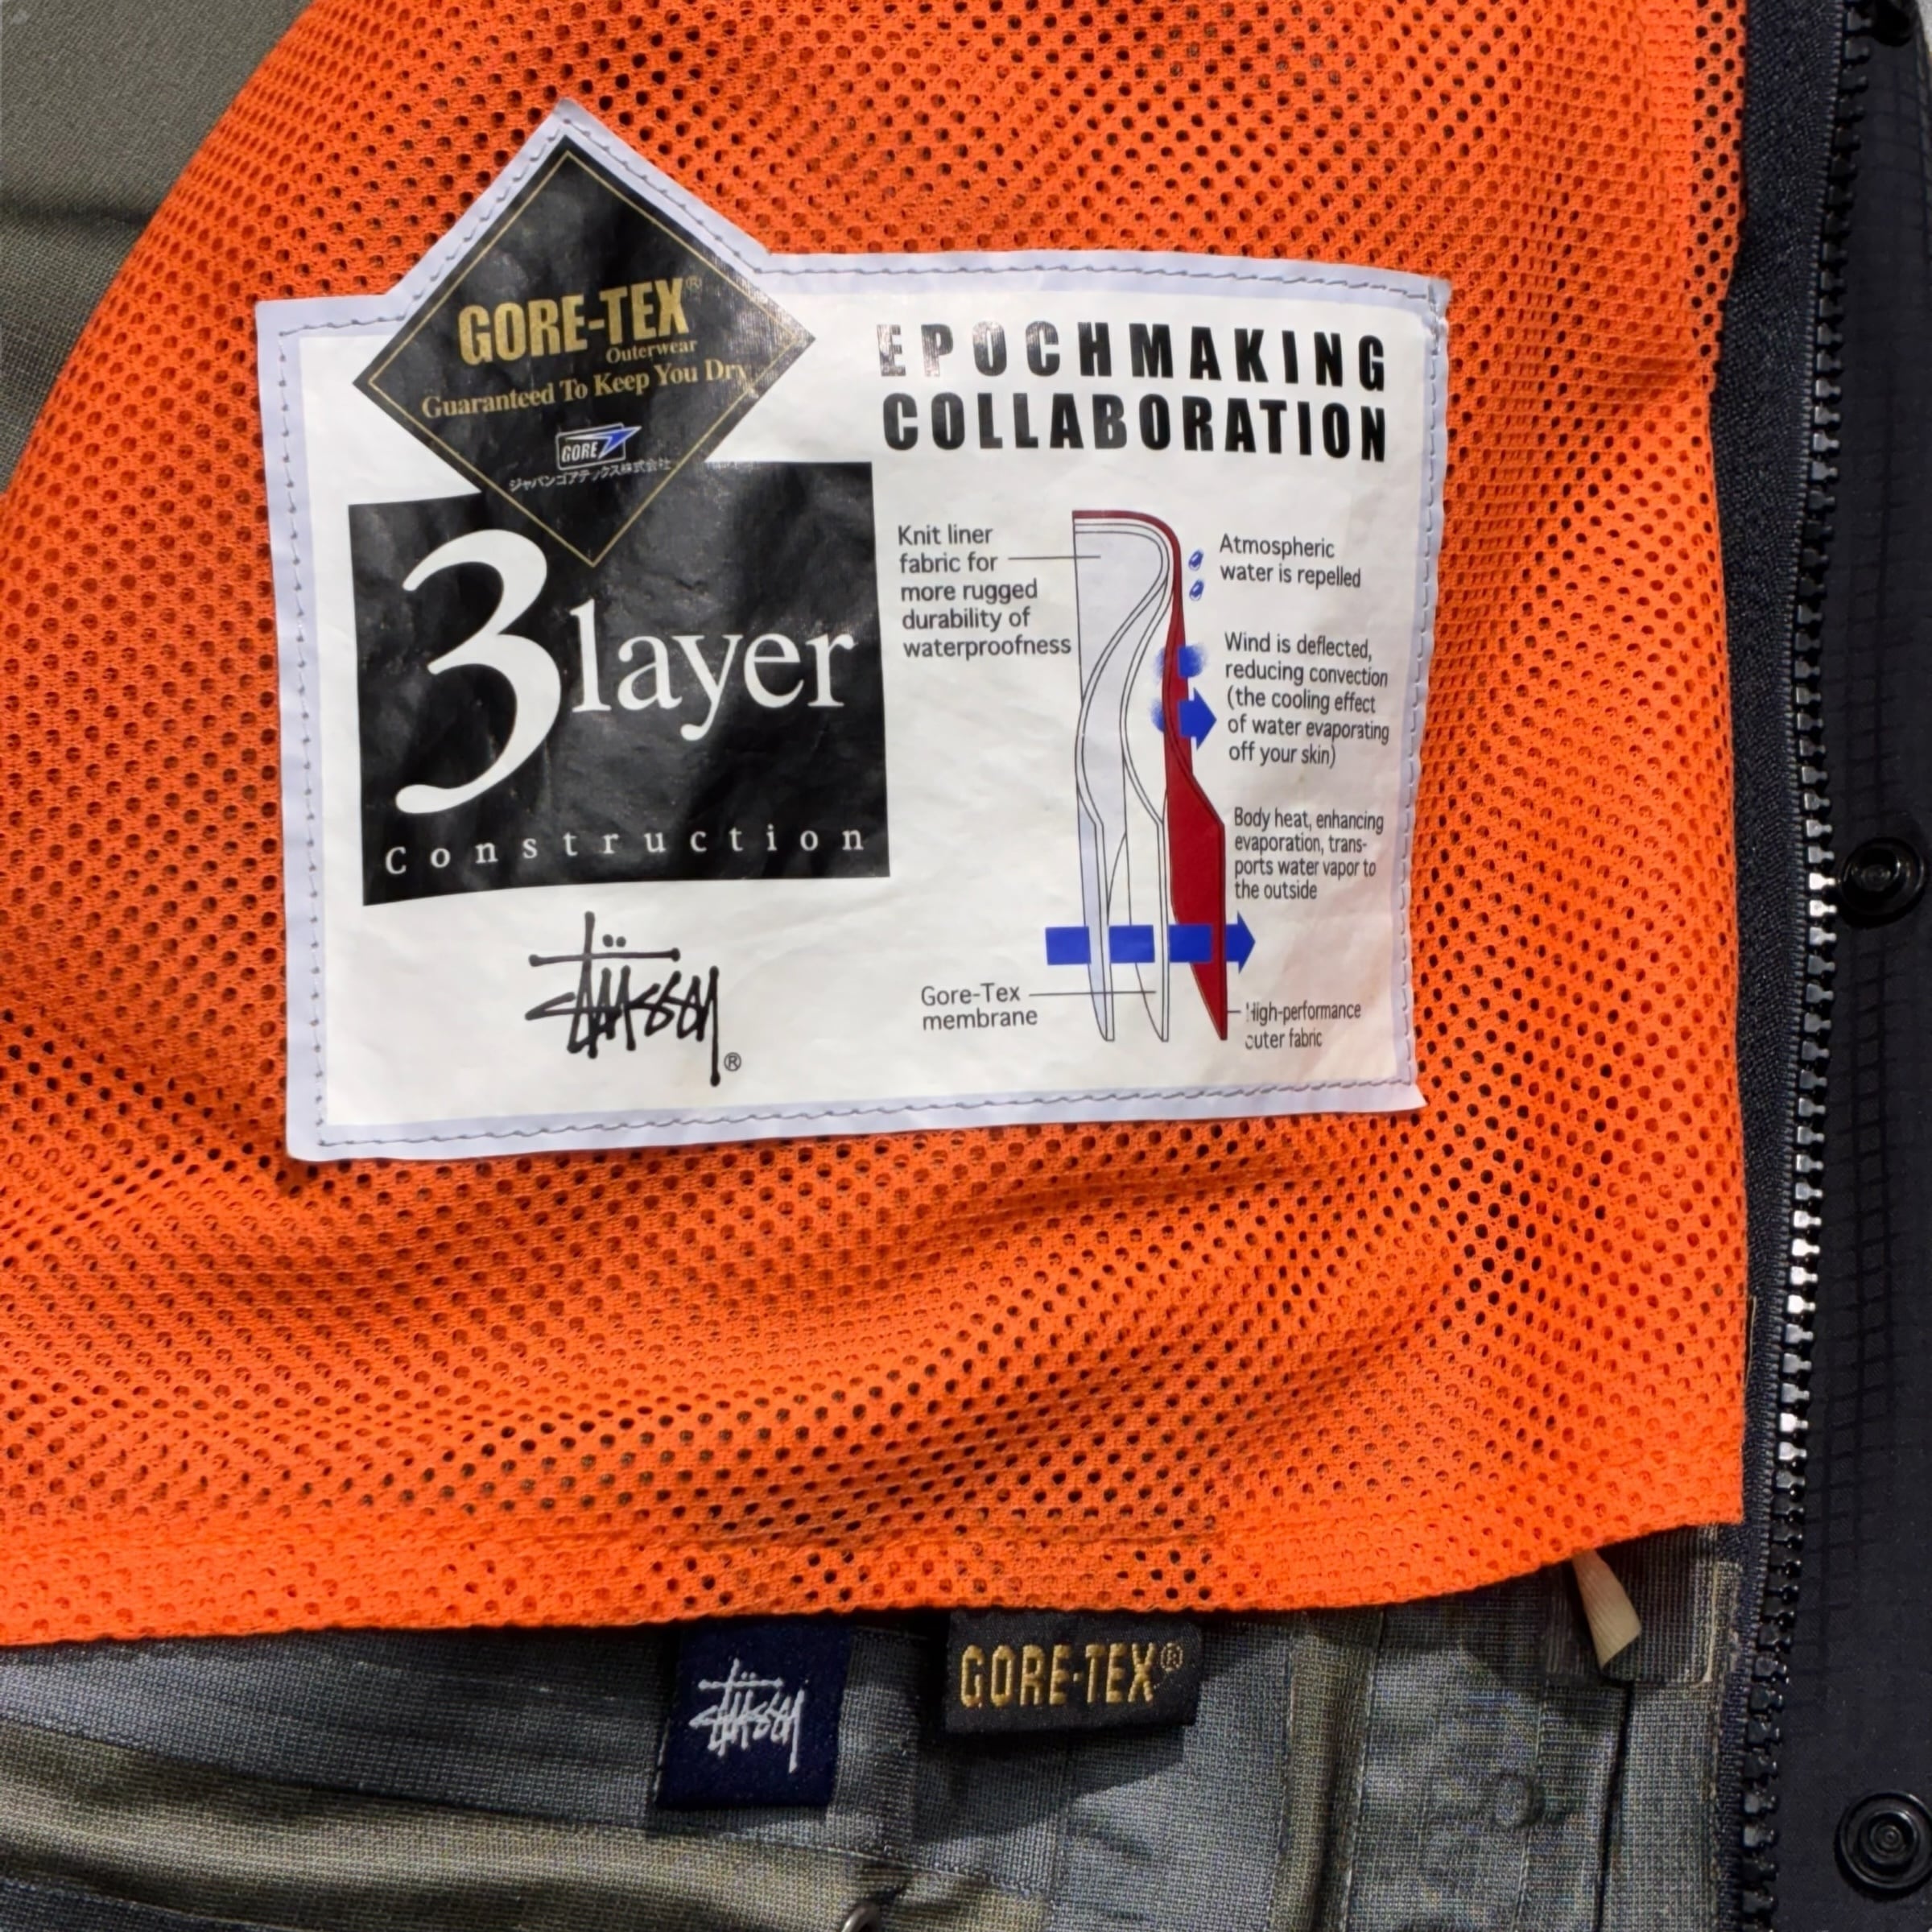 GORE-TEX®
Outerwear
Guaranteed To Keep You Dry
GORE
ジャパンゴアテックス株式会社
3layer
Construction
stüssy
®
EPOCHMAKING
COLLABORATION
Knit liner
fabric for
more rugged
durability of
waterproofness
Atmospheric
water is repelled
Wind is deflected,
reducing convection
(the cooling effect
of water evaporating
off your skin)
Body heat, enhancing
evaporation, trans-
ports water vapor to
the outside
Gore-Tex
membrane
High-performance
outer fabric
stüssy
GORE-TEX®